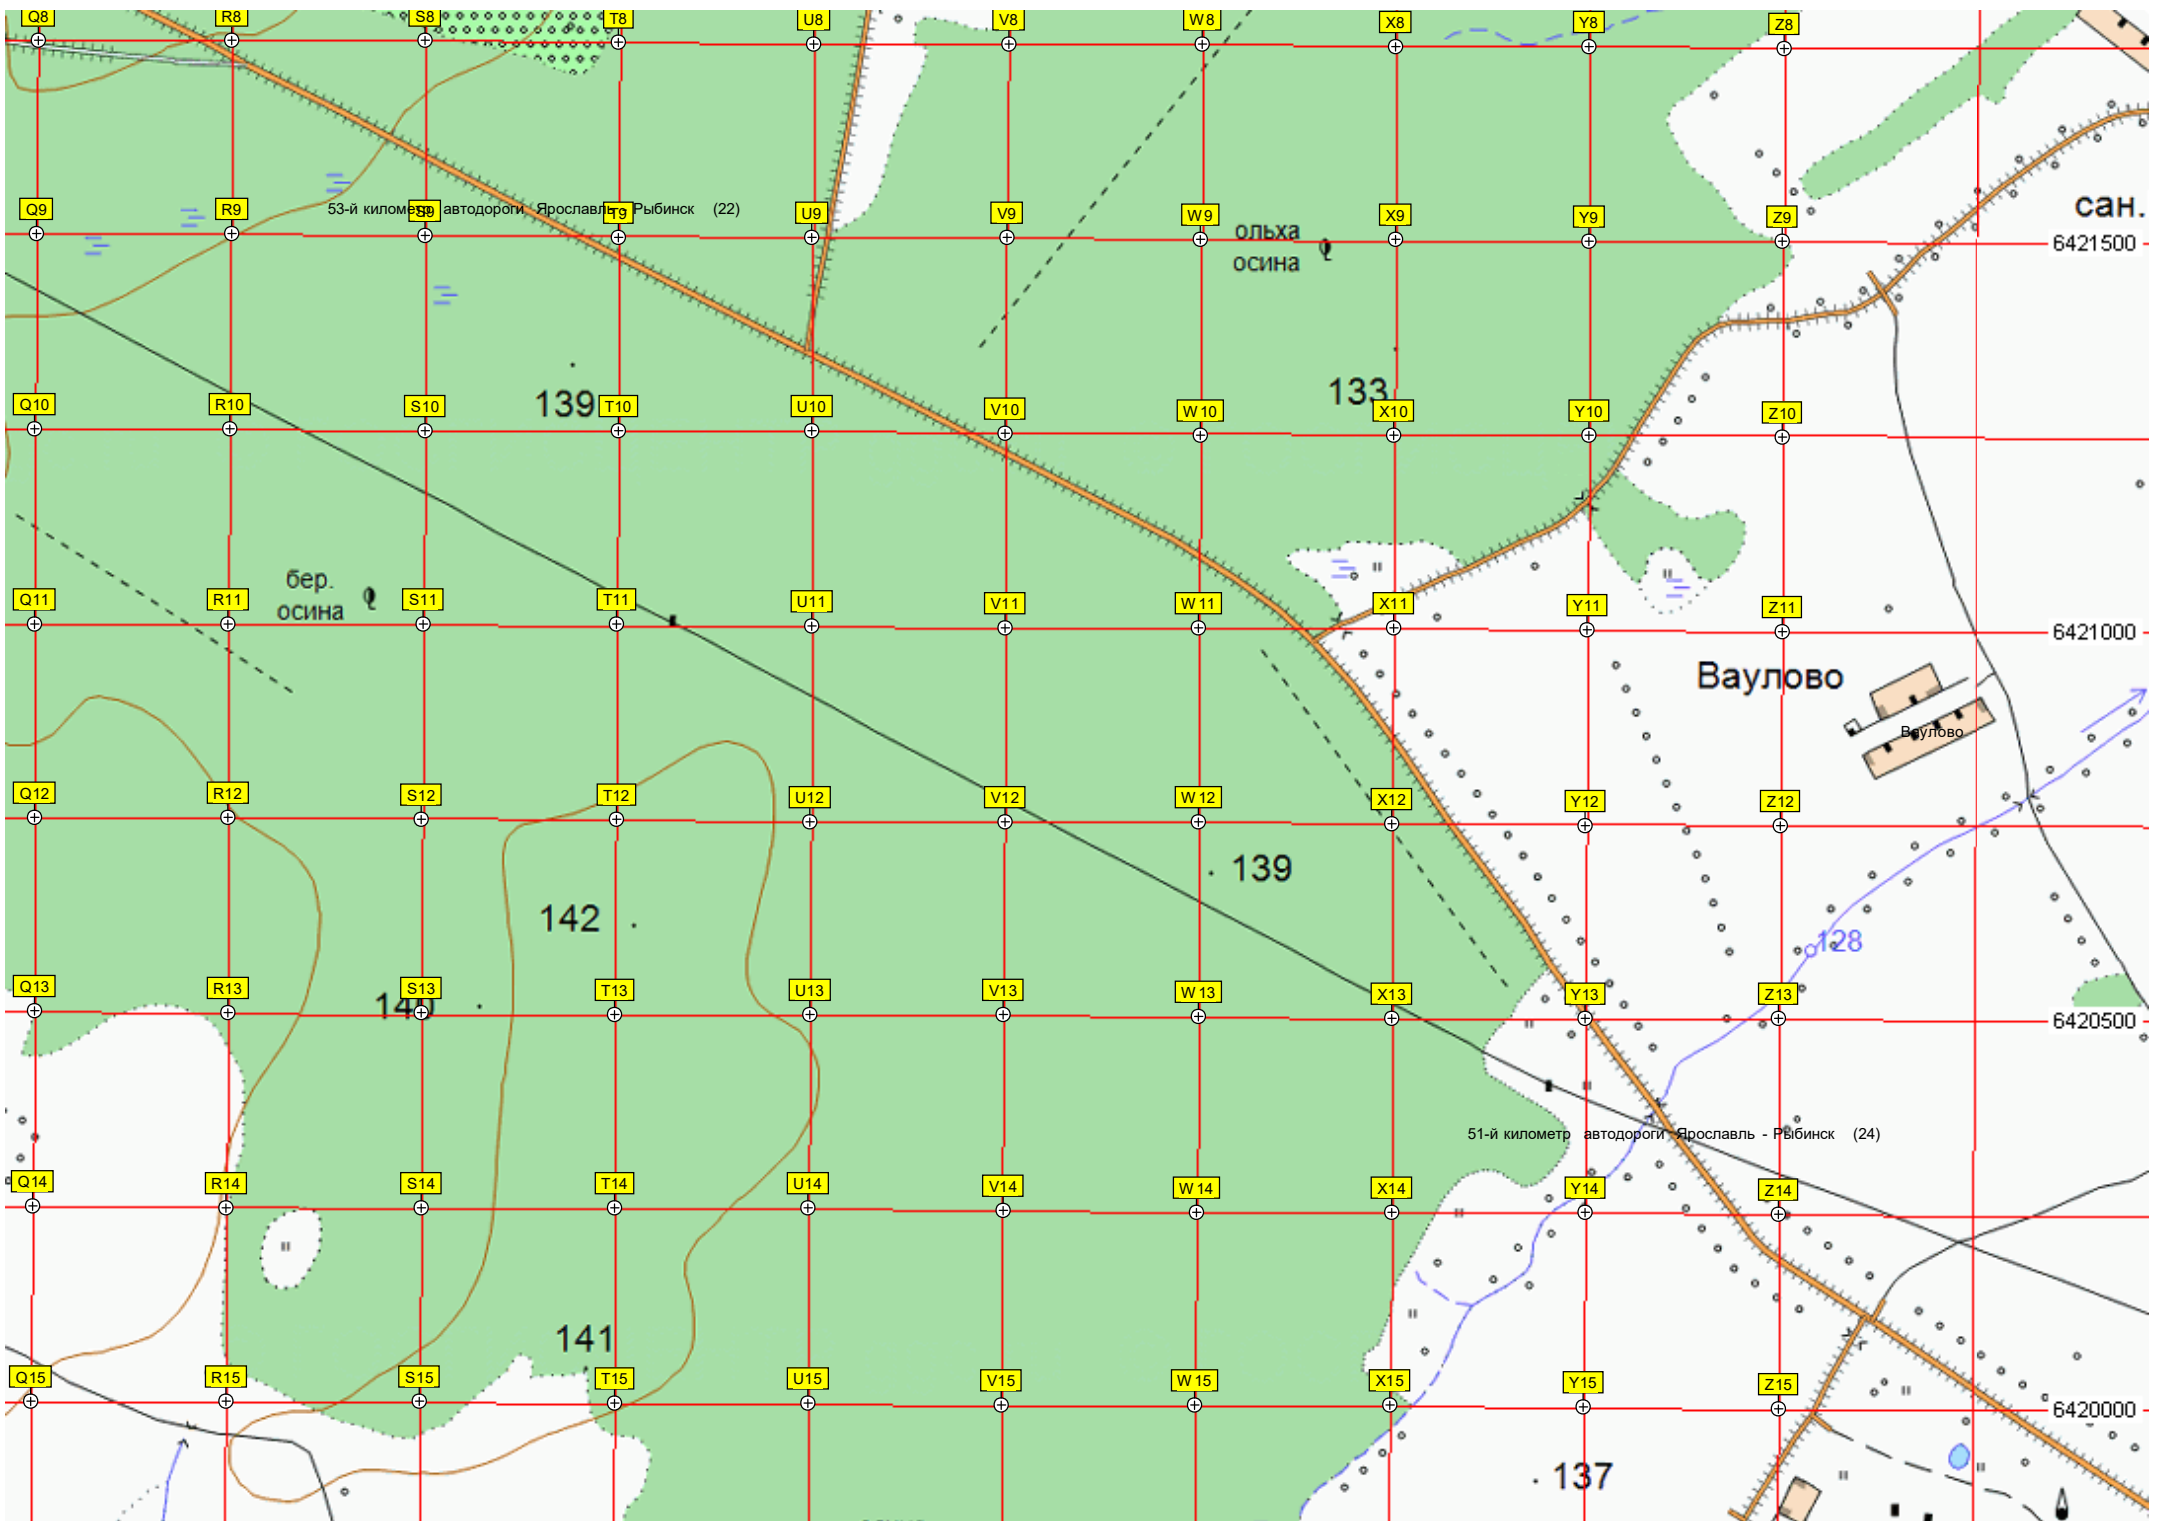 Q8 R8 S8 T8 U8 V8 W8 X8 Y8 Z8
сан.
Q9 R9 S9 T9 U9 V9 W9 X9 Y9 Z9
53-й километр автодороги Ярославль - Рыбинск (22)
ольха
осина
6421500
139
133
Q10 R10 S10 T10 U10 V10 W10 X10 Y10 Z10
бер.
осина
Q11 R11 S11 T11 U11 V11 W11 X11 Y11 Z11
6421000
Ваулово
Ваулово
Q12 R12 S12 T12 U12 V12 W12 X12 Y12 Z12
139
142
128
Q13 R13 S13 T13 U13 V13 W13 X13 Y13 Z13
140
6420500
51-й километр автодороги Ярославль - Рыбинск (24)
Q14 R14 S14 T14 U14 V14 W14 X14 Y14 Z14
141
Q15 R15 S15 T15 U15 V15 W15 X15 Y15 Z15
6420000
137